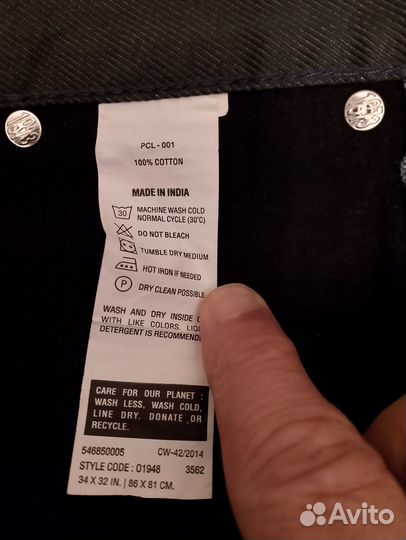 PCL - 001
100% COTTON
MADE IN INDIA
30
MACHINE WASH COLD
NORMAL CYCLE (30°C)
DO NOT BLEACH
TUMBLE DRY MEDIUM
HOT IRON IF NEEDED
P
DRY CLEAN POSSIBLE
WASH AND DRY INSIDE
WITH LIKE COLORS.
DETERGENT IS
CARE FOR OUR PLANET :
WASH LESS, WASH COLD,
LINE DRY. DONATE OR
RECYCLE.
546850005 CW-42/2014
STYLE CODE : 01948 3562
34 X 32 IN. | 86 X 81 CM.
Avito